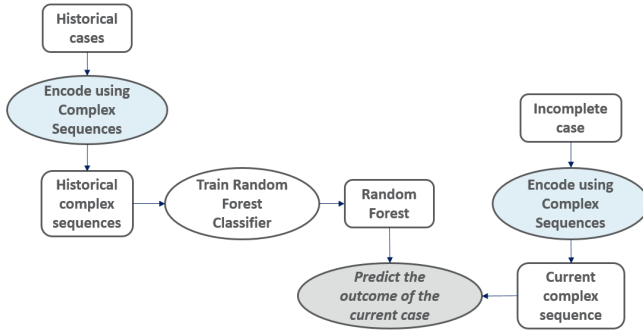 Historical
cases
Encode using
Complex
Sequences
Historical
complex
sequences
Train Random
Forest
Classifier
Random
Forest
Incomplete
case
Encode using
Complex
Sequences
Current
complex
sequence
Predict the
outcome of the
current case